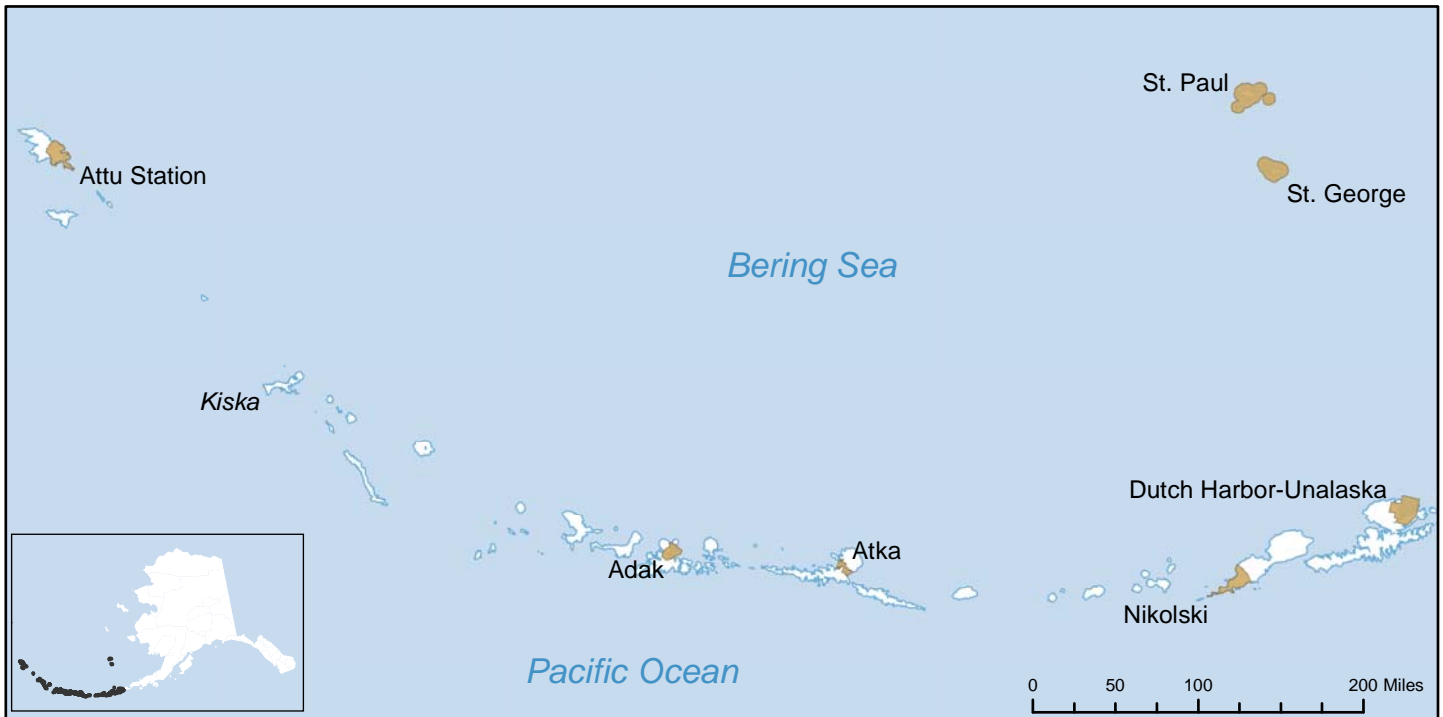 St. Paul
Attu Station
St. George
Bering Sea
Kiska
Dutch Harbor-Unalaska
Atka
Adak
Nikolski
Pacific Ocean
0 50 100 200 Miles